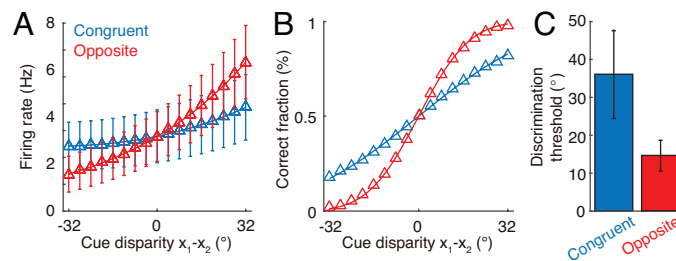 A
Congruent
Opposite
Firing rate (Hz)
8
6
4
2
0
-32
0
32
Cue disparity x₁-x₂ (°)
B
Correct fraction (%)
1
0.5
0
-32
0
32
Cue disparity x₁-x₂ (°)
C
Discrimination
threshold (°)
50
40
30
20
10
0
Congruent
Opposite